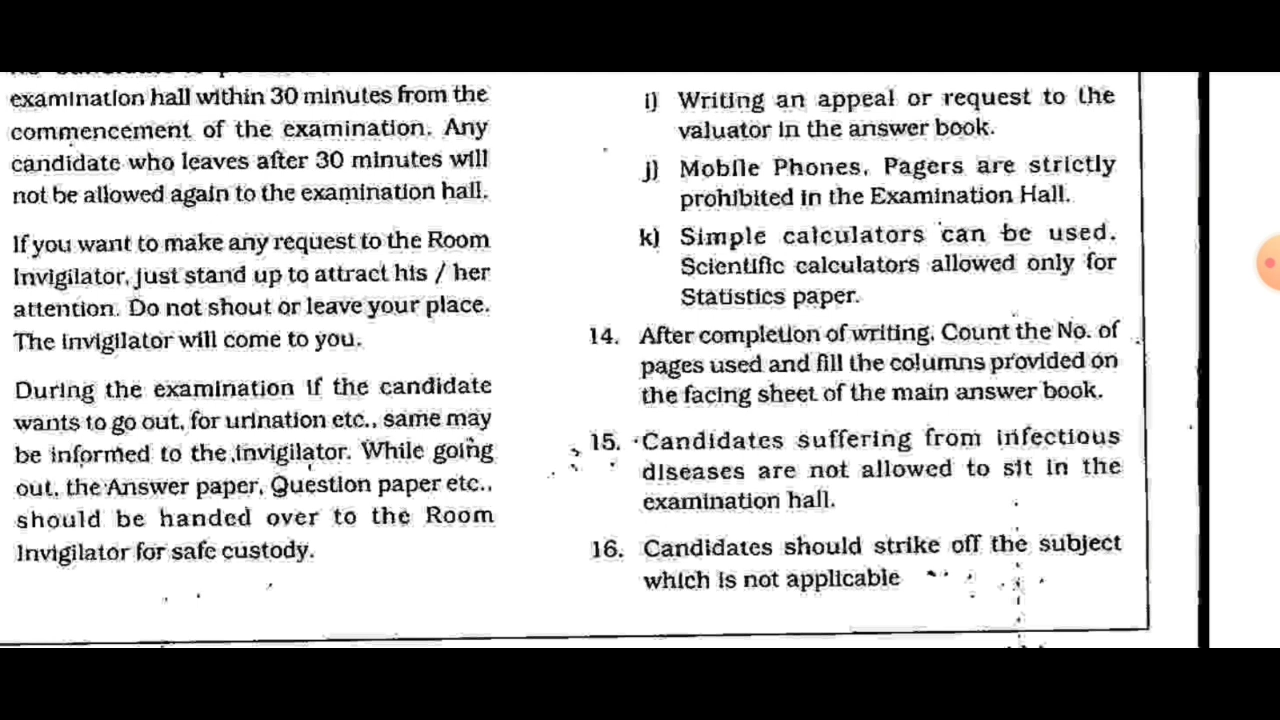 examination hall within 30 minutes from the
commencement of the examination. Any
candidate who leaves after 30 minutes will
not be allowed again to the examination hall.
If you want to make any request to the Room
Invigilator, just stand up to attract his / her
attention. Do not shout or leave your place.
The invigilator will come to you.
During the examination if the candidate
wants to go out, for urination etc., same may
be informed to the invigilator. While going
out, the Answer paper, Question paper etc.,
should be handed over to the Room
Invigilator for safe custody.
i) Writing an appeal or request to the
valuator in the answer book.
j) Mobile Phones, Pagers are strictly
prohibited in the Examination Hall.
k) Simple calculators can be used.
Scientific calculators allowed only for
Statistics paper.
14. After completion of writing, Count the No. of
pages used and fill the columns provided on
the facing sheet of the main answer book.
15. Candidates suffering from infectious
diseases are not allowed to sit in the
examination hall.
16. Candidates should strike off the subject
which is not applicable